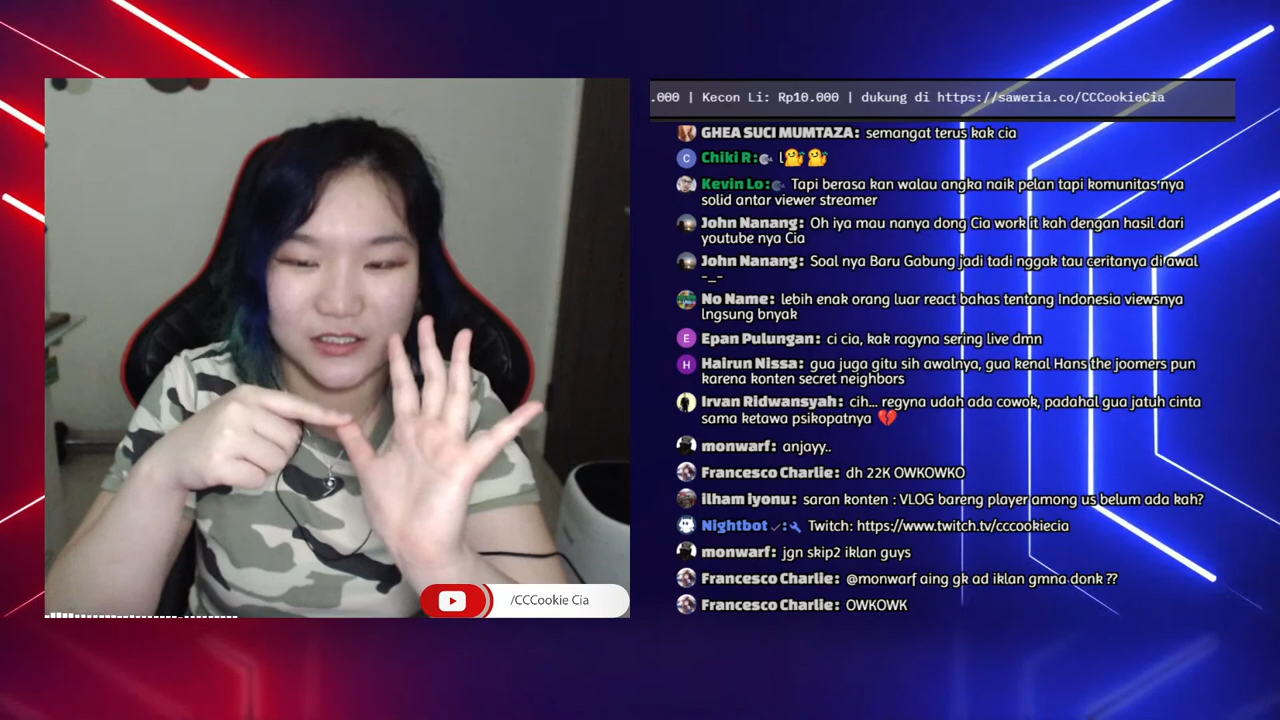 .000 | Kecon Li: Rp10.000 | dukung di https://saweria.co/CCCookieCia
GHEA SUCI MUMTAZA: semangat terus kak cia
C Chiki R: l
Kevin Lo: Tapi berasa kan walau angka naik pelan tapi komunitas nya
solid antar viewer streamer
John Nanang: Oh iya mau nanya dong Cia work it kah dengan hasil dari
youtube nya Cia
John Nanang: Soal nya Baru Gabung jadi tadi nggak tau ceritanya di awal
-_-
No Name: lebih enak orang luar react bahas tentang Indonesia viewsnya
lngsung bnyak
E Epan Pulungan: ci cia, kak ragyna sering live dmn
H Hairun Nissa: gua juga gitu sih awalnya, gua kenal Hans the joomers pun
karena konten secret neighbors
Irvan Ridwansyah: cih... regyna udah ada cowok, padahal gua jatuh cinta
sama ketawa psikopatnya 💔
monwarf: anjayy..
Francesco Charlie: dh 22K OWKOWKO
ilham iyonu: saran konten : VLOG bareng player among us belum ada kah?
Nightbot: Twitch: https://www.twitch.tv/cccookiecia
monwarf: jgn skip2 iklan guys
Francesco Charlie: @monwarf aing gk ad iklan gmna donk ??
Francesco Charlie: OWKOWK
/CCCookie Cia